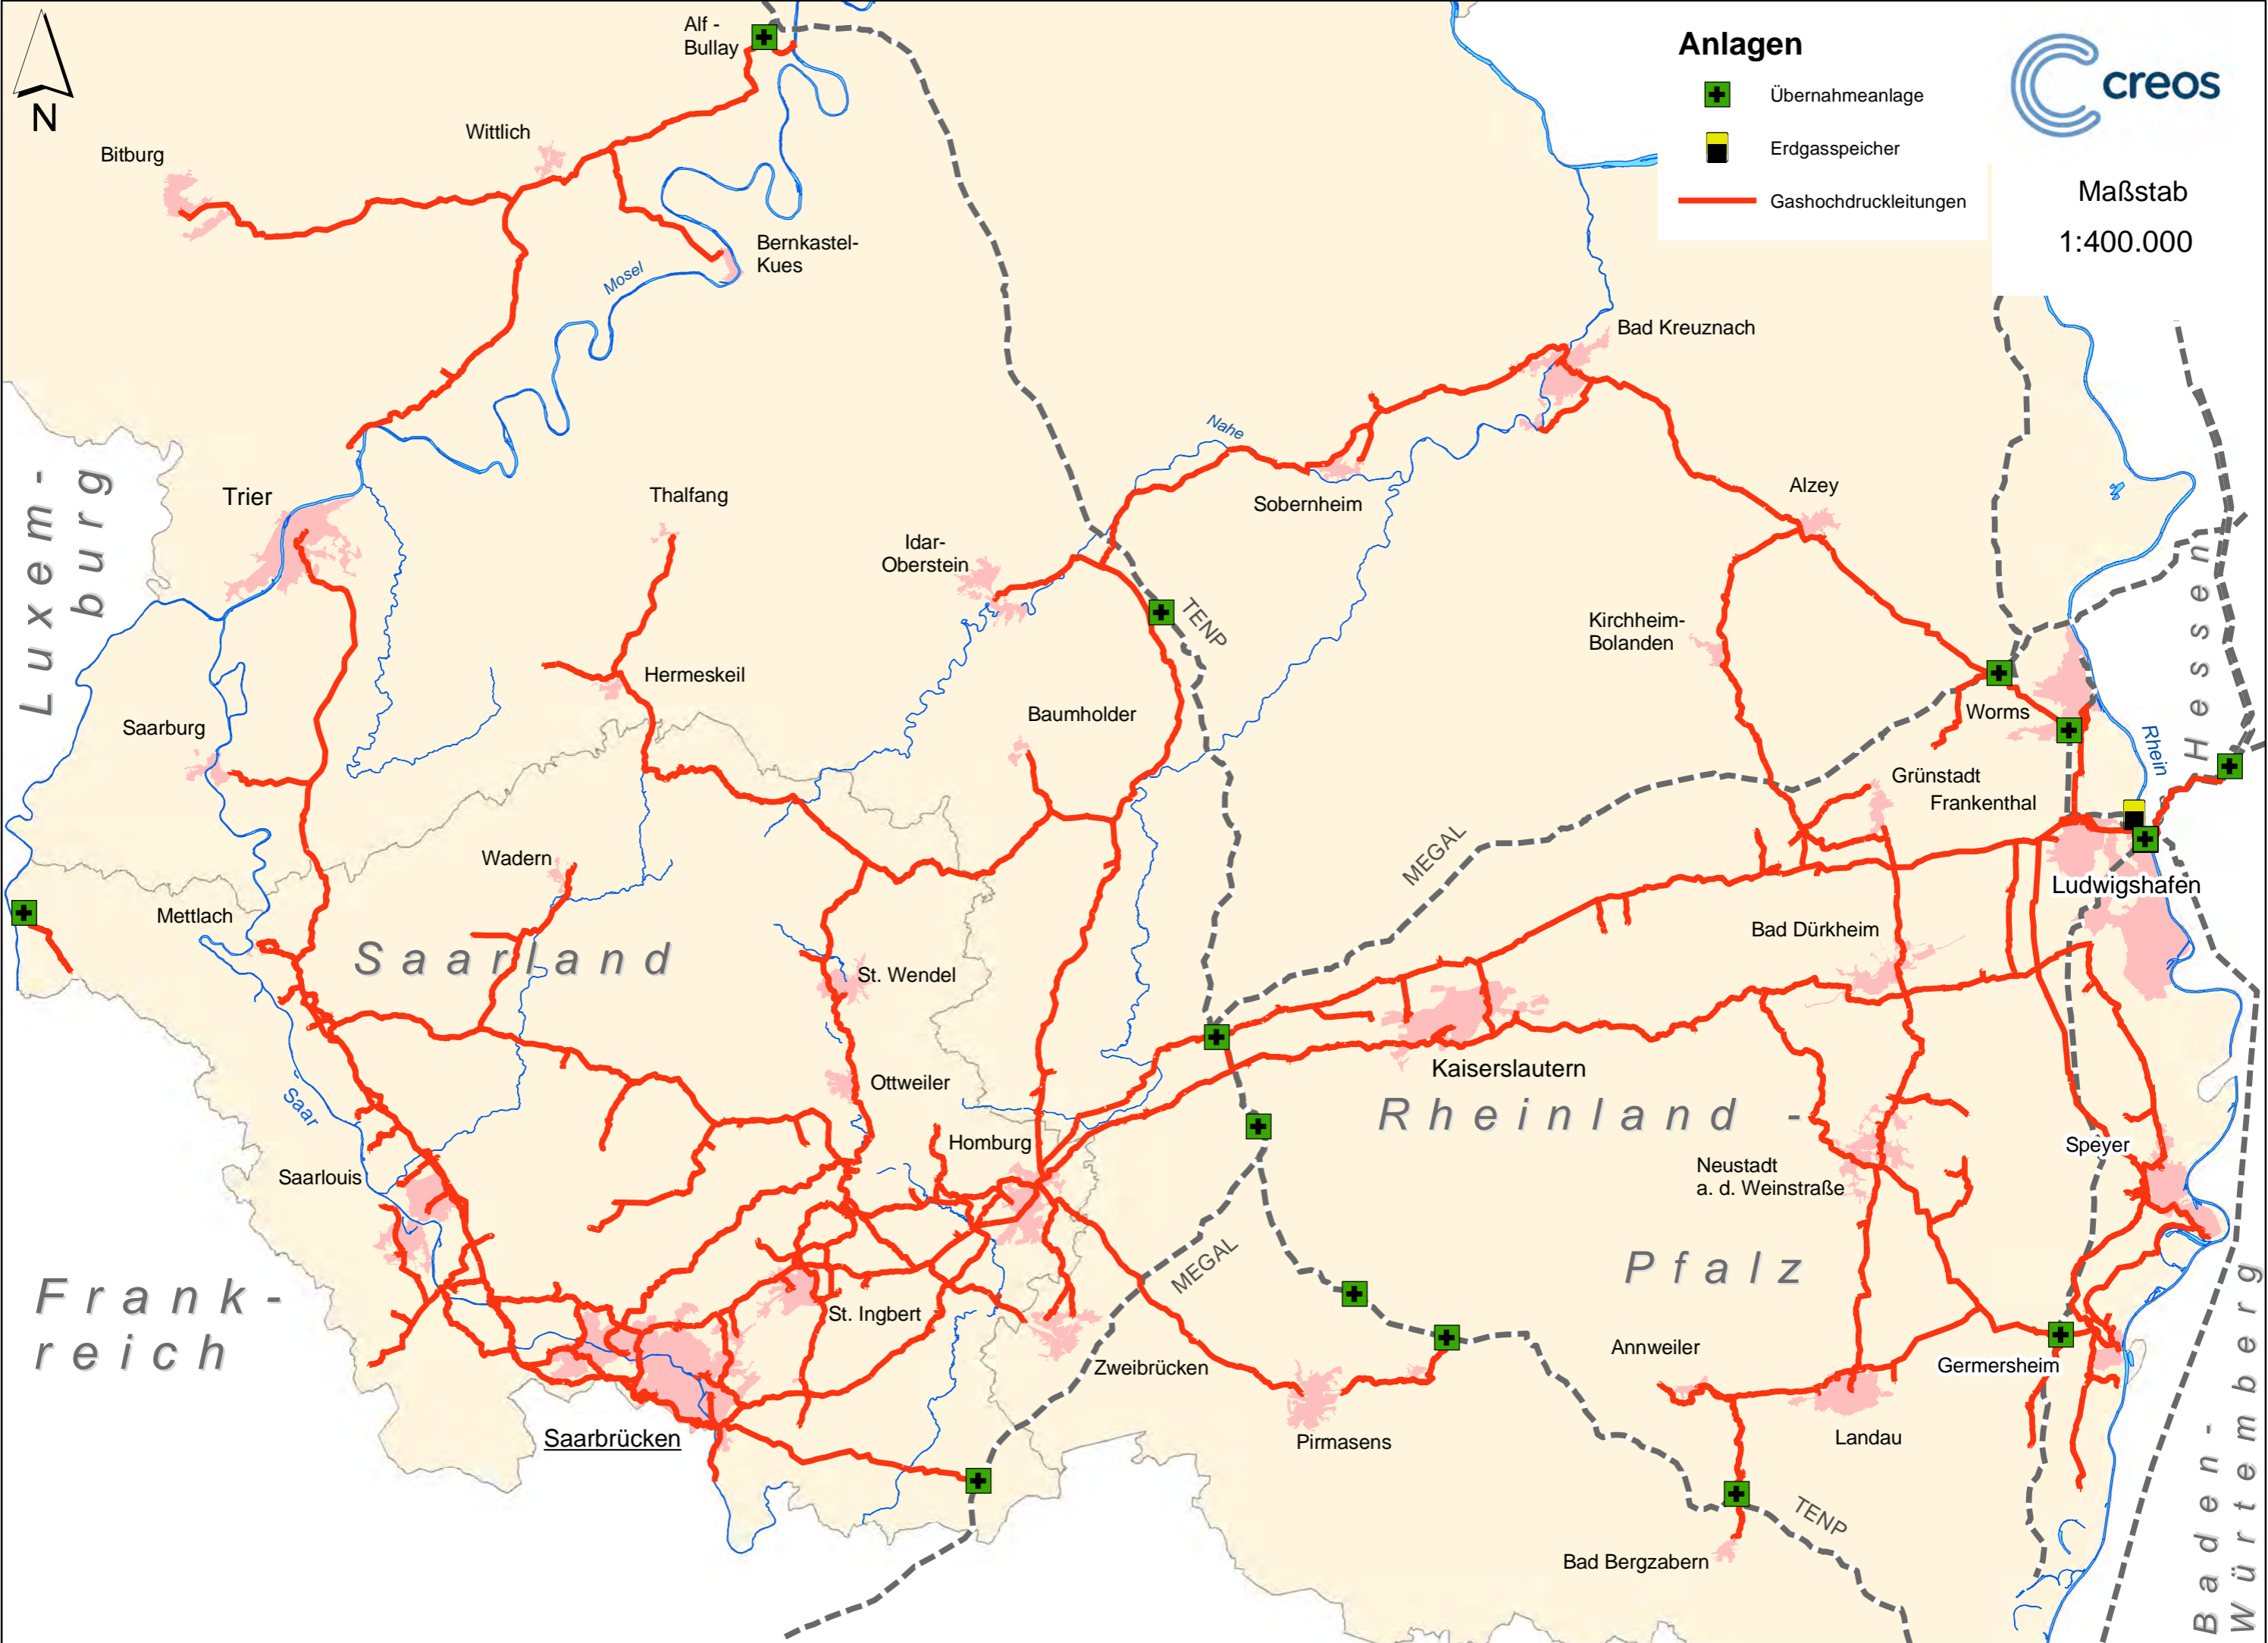 N
Alf -
Bullay
Anlagen
Übernahmeanlage
Erdgasspeicher
Gashochdruckleitungen
creos
Maßstab
1:400.000
Wittlich
Bitburg
Bernkastel-
Kues
Mosel
Bad Kreuznach
Nahe
Luxem -
burg
Trier
Thalfang
Sobernheim
Alzey
Idar-
Oberstein
TENP
Kirchheim-
Bolanden
Hessen
Hermeskeil
Saarburg
Baumholder
Worms
Rhein
Grünstadt
Frankenthal
MEGAL
Wadern
Ludwigshafen
Mettlach
Saarland
Bad Dürkheim
St. Wendel
Kaiserslautern
Ottweiler
Saar
Rheinland -
Homburg
Speyer
Saarlouis
Neustadt
a. d. Weinstraße
MEGAL
Pfalz
Frank -
reich
St. Ingbert
Zweibrücken
Annweiler
Germersheim
Saarbrücken
Pirmasens
Landau
TENP
Bad Bergzabern
Baden -
Württemberg